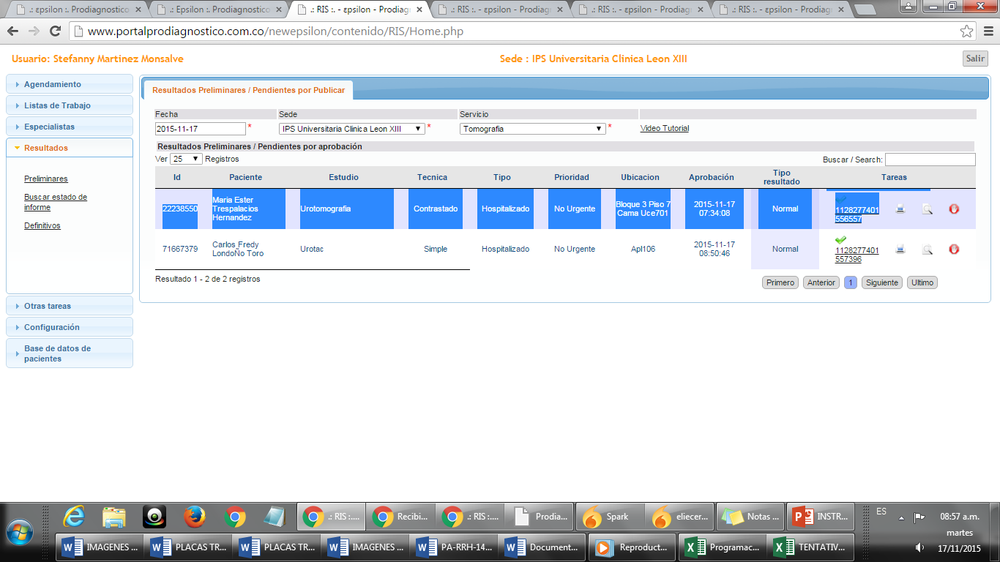 .: epsilon :. Prodiagnostico
.: Epsilon :. Prodiagnostico
.: RIS :. - epsilon - Prodiag
.: RIS :. - epsilon - Prodiag
.: RIS :. - epsilon - Prodiag
.: RIS :. - epsilon - Prodiag
www.portalprodiagnostico.com.co/newepsilon/contenido/RIS/Home.php
Usuario: Stefanny Martinez Monsalve
Sede : IPS Universitaria Clinica Leon XIII
Salir
Agendamiento
Listas de Trabajo
Especialistas
Resultados
Preliminares
Buscar estado de
informe
Definitivos
Otras tareas
Configuración
Base de datos de
pacientes
Resultados Preliminares / Pendientes por Publicar
Fecha Sede Servicio
2015-11-17 * IPS Universitaria Clinica Leon XIII * Tomografia * Video Tutorial
Resultados Preliminares / Pendientes por aprobación
Ver 25 Registros Buscar / Search:
Id Paciente Estudio Tecnica Tipo Prioridad Ubicacion Aprobación Tipo
resultado Tareas
22238550 Maria Ester
Trespalacios
Hernandez Urotomografia Contrastado Hospitalizado No Urgente Bloque 3 Piso 7
Cama Uce701 2015-11-17
07:34:08 Normal 1128277401
556557
71667379 Carlos Fredy
LondoÑo Toro Urotac Simple Hospitalizado No Urgente Apl106 2015-11-17
08:50:46 Normal 1128277401
557396
Resultado 1 - 2 de 2 registros Primero Anterior 1 Siguiente Ultimo
.: RIS :.... Recibi... .: RIS :.... Prodia... Spark eliecer... Notas ... INSTR... ES 08:57 a.m.
martes
IMAGENES ... PLACAS TR... PLACAS TR... IMAGENES ... PA-RRH-14... Document... Reproduct... Programac... TENTATIV... 17/11/2015